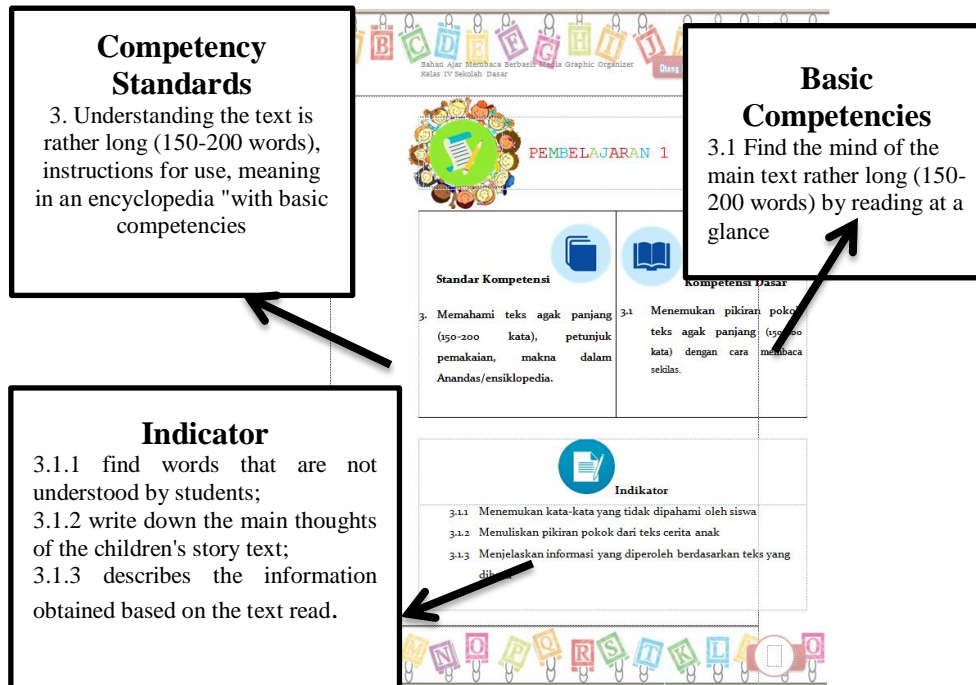 Competency
Standards
3. Understanding the text is
rather long (150-200 words),
instructions for use, meaning
in an encyclopedia "with basic
competencies
B C D E F G H I J
Bahan Ajar Membaca Berbasis Media Graphic Organizer
Kelas IV Sekolah Dasar
Basic
Competencies
3.1 Find the mind of the
main text rather long (150-
200 words) by reading at a
glance
PEMBELAJARAN 1
Standar Kompetensi
3. Memahami teks agak panjang
(150-200 kata), petunjuk
pemakaian, makna dalam
Anandas/ensiklopedia.
Kompetensi Dasar
3.1 Menemukan pikiran pokok
teks agak panjang
kata) dengan cara membaca
sekilas.
Indicator
3.1.1 find words that are not
understood by students;
3.1.2 write down the main thoughts
of the children's story text;
3.1.3 describes the information
obtained based on the text read.
Indikator
3.1.1 Menemukan kata-kata yang tidak dipahami oleh siswa
3.1.2 Menuliskan pikiran pokok dari teks cerita anak
3.1.3 Menjelaskan informasi yang diperoleh berdasarkan teks yang
M N O P Q R S T K L O